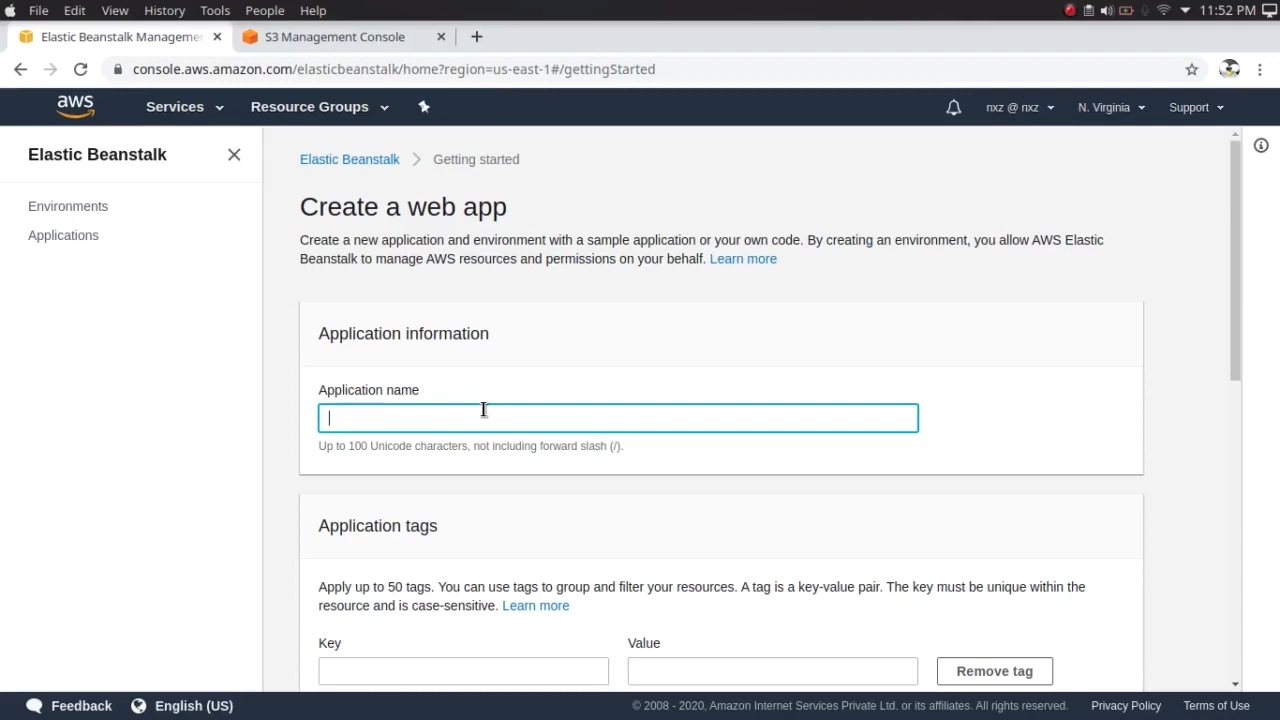 File Edit View History Tools People Help 11:52 PM
Elastic Beanstalk Manageme S3 Management Console
console.aws.amazon.com/elasticbeanstalk/home?region=us-east-1#/gettingStarted
aws Services Resource Groups nxz @ nxz N. Virginia Support
Elastic Beanstalk
Environments
Applications
Elastic Beanstalk Getting started
Create a web app
Create a new application and environment with a sample application or your own code. By creating an environment, you allow AWS Elastic
Beanstalk to manage AWS resources and permissions on your behalf. Learn more
Application information
Application name
Up to 100 Unicode characters, not including forward slash (/).
Application tags
Apply up to 50 tags. You can use tags to group and filter your resources. A tag is a key-value pair. The key must be unique within the
resource and is case-sensitive. Learn more
Key Value
Remove tag
Feedback English (US) © 2008 - 2020, Amazon Internet Services Private Ltd. or its affiliates. All rights reserved. Privacy Policy Terms of Use